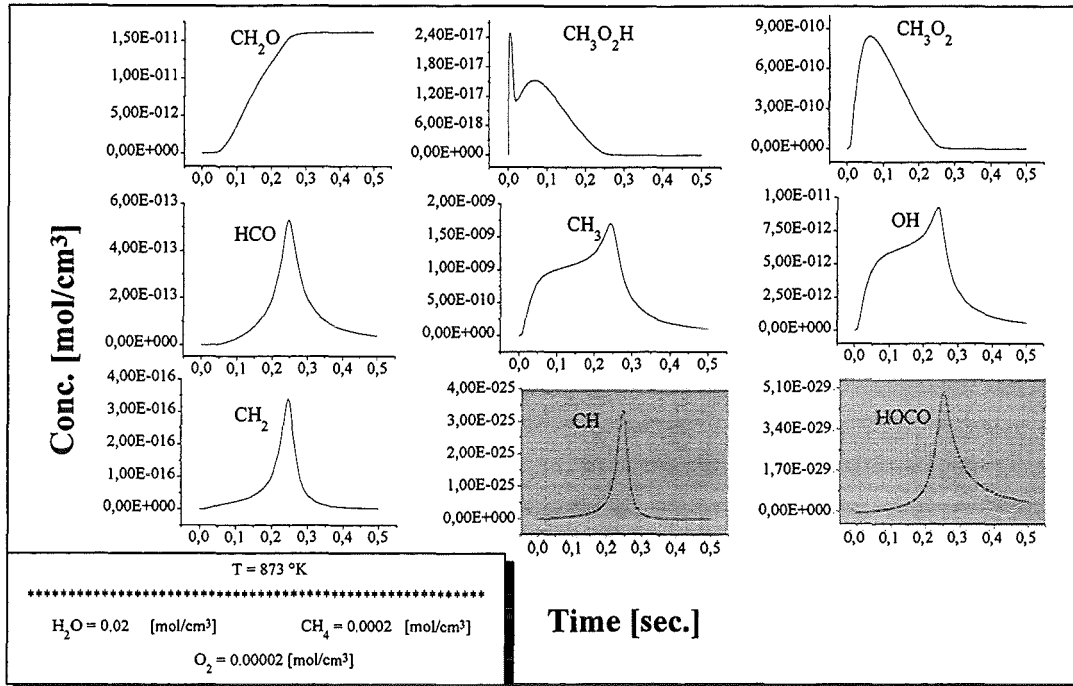 CH2O
1,50E-011
1,00E-011
5,00E-012
0,00E+000
0,0 0,1 0,2 0,3 0,4 0,5
CH3O2H
2,40E-017
1,80E-017
1,20E-017
6,00E-018
0,00E+000
0,0 0,1 0,2 0,3 0,4 0,5
CH3O2
9,00E-010
6,00E-010
3,00E-010
0,00E+000
0,0 0,1 0,2 0,3 0,4 0,5
Conc. [mol/cm³]
HCO
6,00E-013
4,00E-013
2,00E-013
0,00E+000
0,0 0,1 0,2 0,3 0,4 0,5
CH3
2,00E-009
1,50E-009
1,00E-009
5,00E-010
0,00E+000
0,0 0,1 0,2 0,3 0,4 0,5
OH
1,00E-011
7,50E-012
5,00E-012
2,50E-012
0,00E+000
0,0 0,1 0,2 0,3 0,4 0,5
CH2
4,00E-016
3,00E-016
2,00E-016
1,00E-016
0,00E+000
0,0 0,1 0,2 0,3 0,4 0,5
CH
4,00E-025
3,00E-025
2,00E-025
1,00E-025
0,00E+000
0,0 0,1 0,2 0,3 0,4 0,5
HOCO
5,10E-029
3,40E-029
1,70E-029
0,00E+000
0,0 0,1 0,2 0,3 0,4 0,5
T = 873 °K
H2O = 0.02 [mol/cm³] CH4 = 0.0002 [mol/cm³]
O2 = 0.00002 [mol/cm³]
Time [sec.]